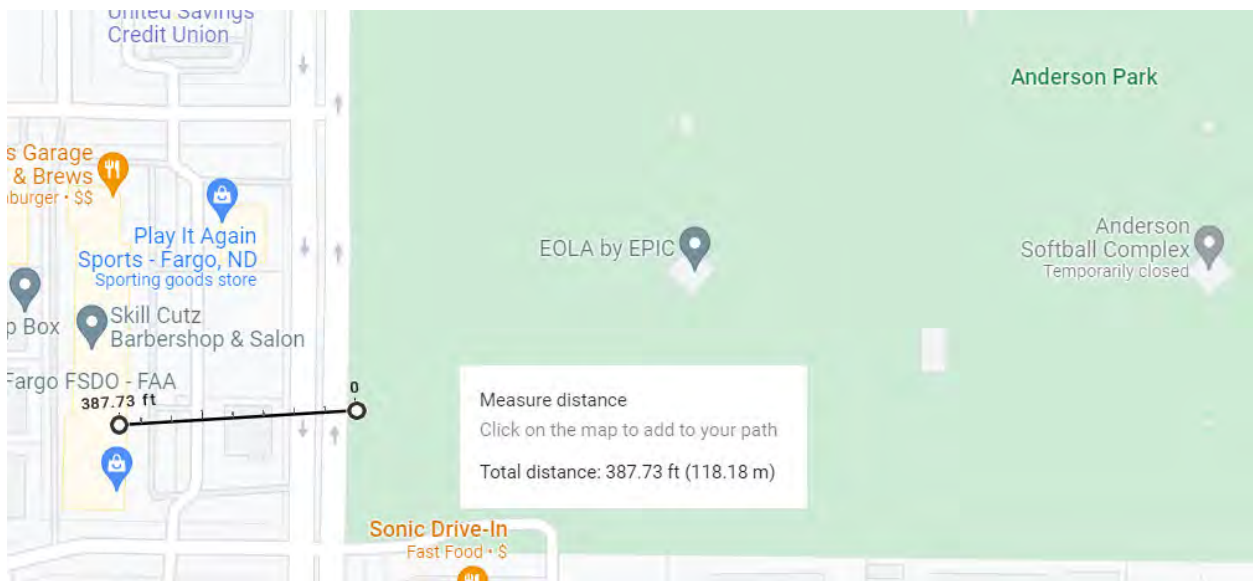 United Savings
Credit Union
Anderson Park
s Garage
& Brews
burger • $$
Play It Again
Sports - Fargo, ND
Sporting goods store
EOLA by EPIC
Anderson
Softball Complex
Temporarily closed
p Box
Skill Cutz
Barbershop & Salon
Fargo FSDO - FAA
387.73 ft
0
Measure distance
Click on the map to add to your path
Total distance: 387.73 ft (118.18 m)
Sonic Drive-In
Fast Food • $